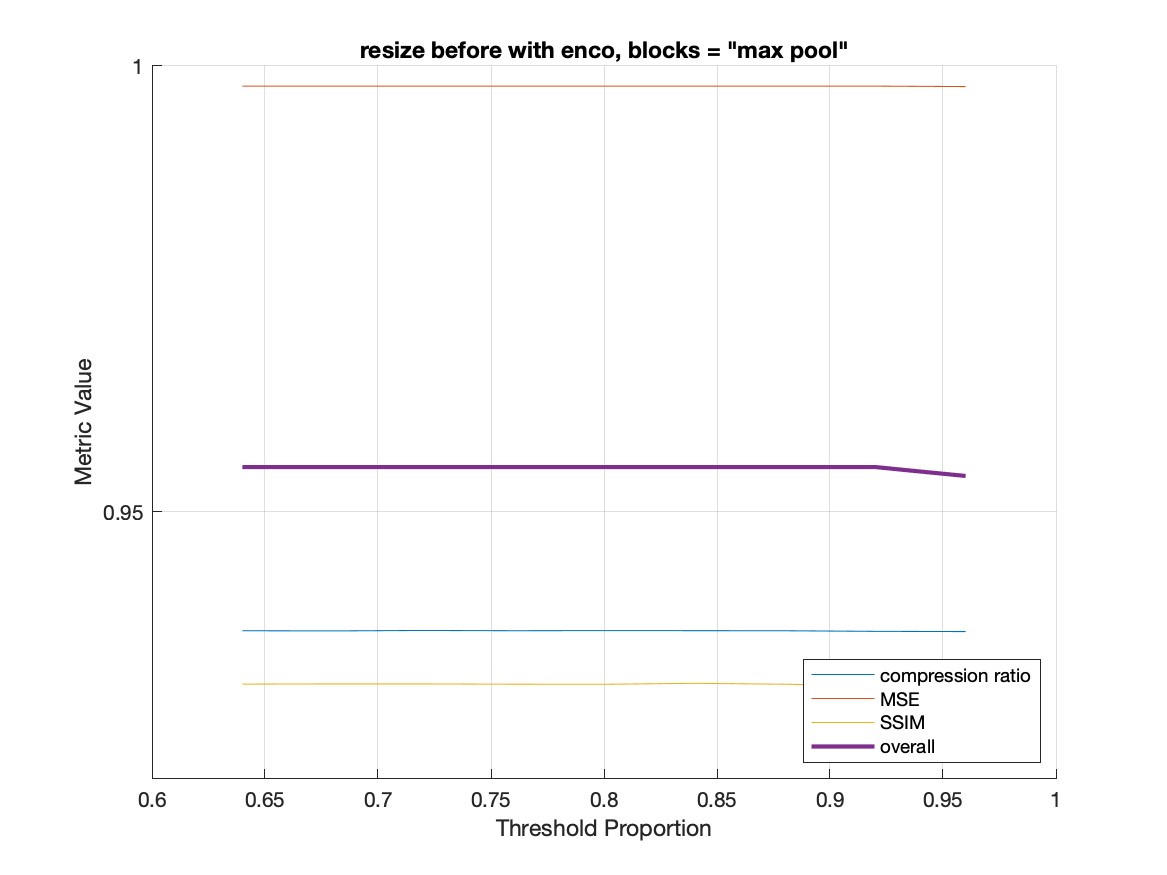 resize before with enco, blocks = "max pool"
1
0.95
Metric Value
compression ratio
MSE
SSIM
overall
0.6 0.65 0.7 0.75 0.8 0.85 0.9 0.95 1
Threshold Proportion